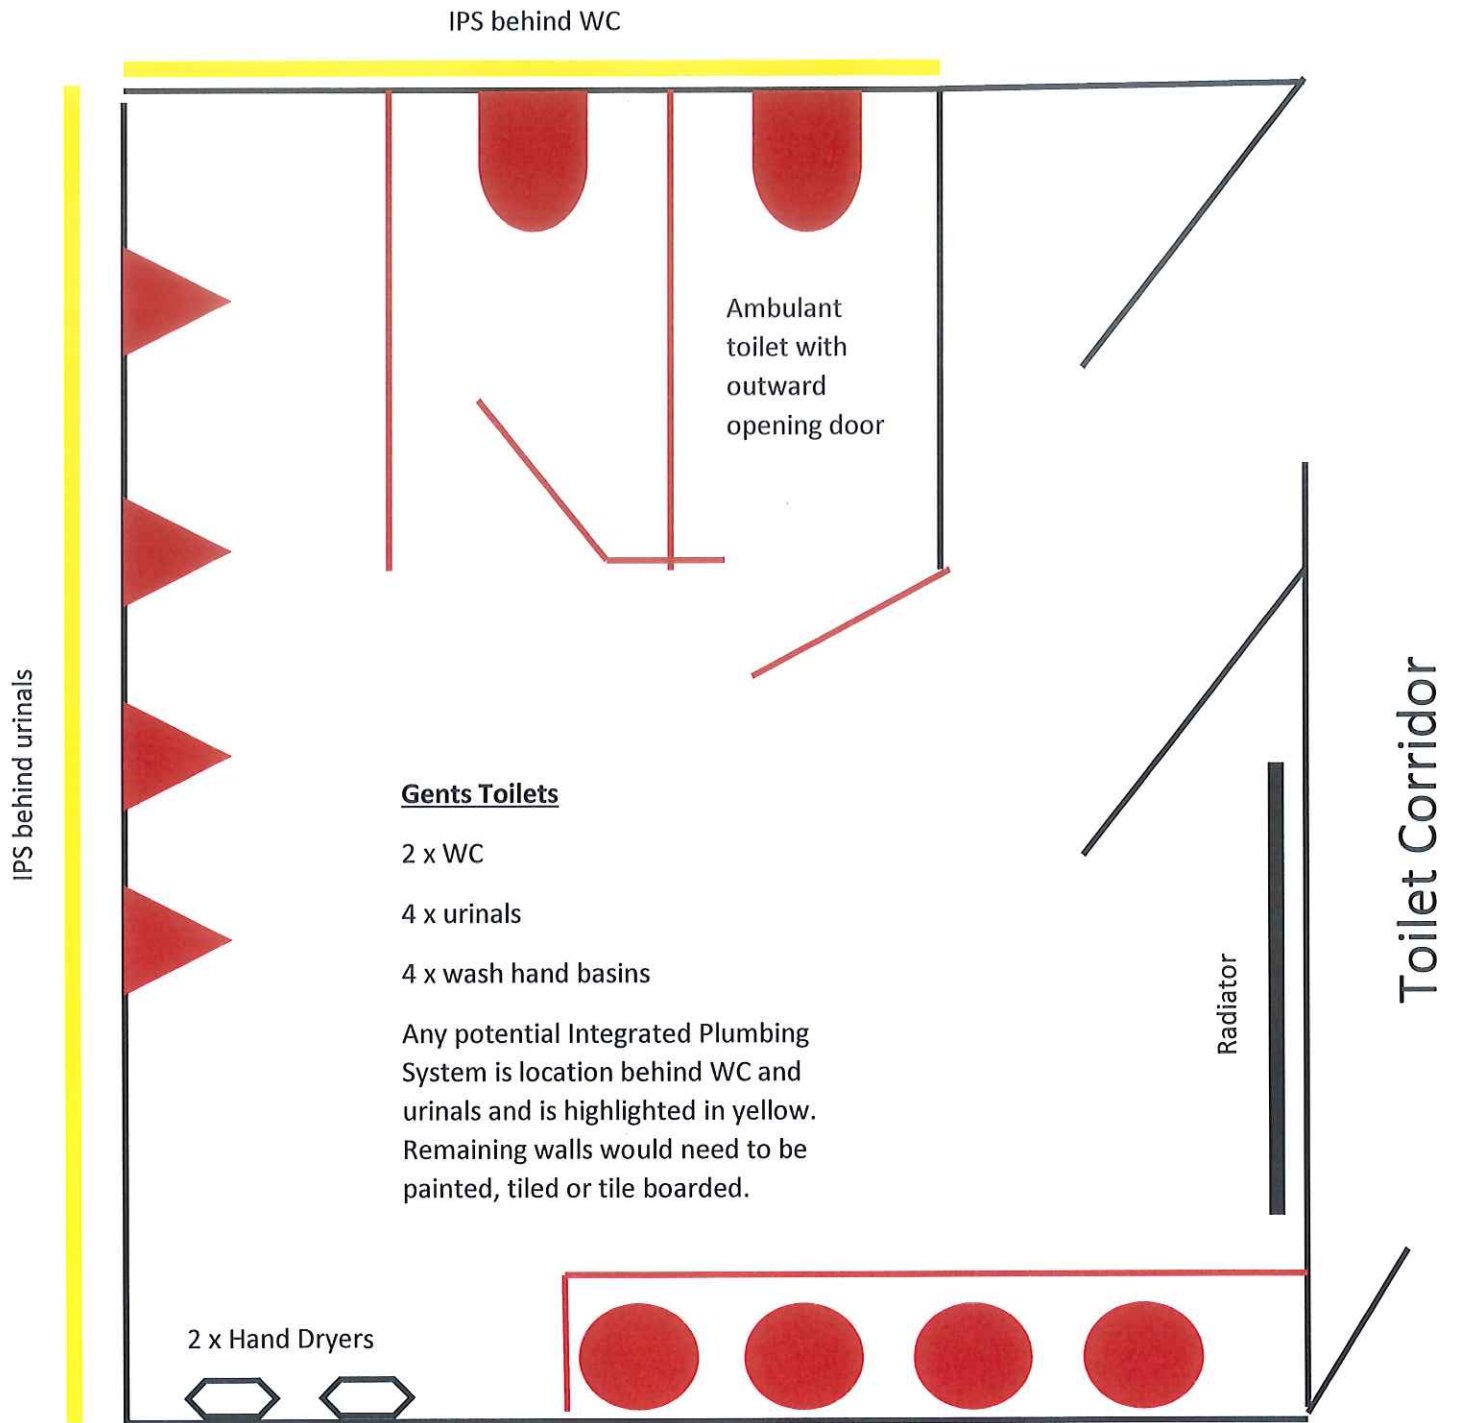 IPS behind WC
Ambulant
toilet with
outward
opening door
IPS behind urinals
Gents Toilets
2 x WC
4 x urinals
4 x wash hand basins
Any potential Integrated Plumbing
System is location behind WC and
urinals and is highlighted in yellow.
Remaining walls would need to be
painted, tiled or tile boarded.
Radiator
Toilet Corridor
2 x Hand Dryers